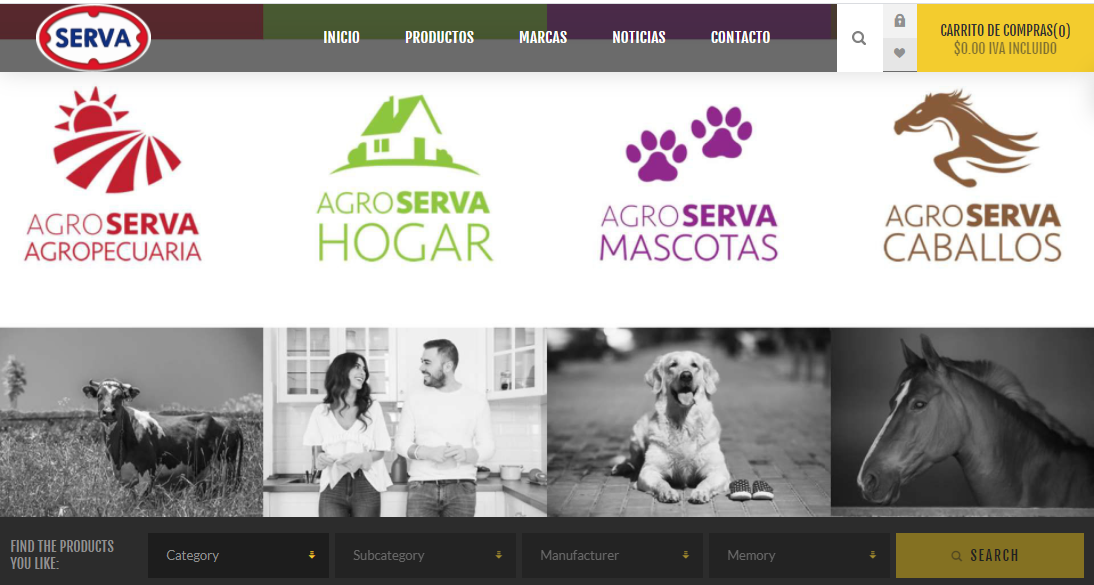 SERVA
INICIO
PRODUCTOS
MARCAS
NOTICIAS
CONTACTO
CARRITO DE COMPRAS(0)
$0.00 IVA INCLUIDO
AGROSERVA
AGROPECUARIA
AGROSERVA
HOGAR
AGROSERVA
MASCOTAS
AGROSERVA
CABALLOS
FIND THE PRODUCTS
YOU LIKE:
Category
Subcategory
Manufacturer
Memory
SEARCH